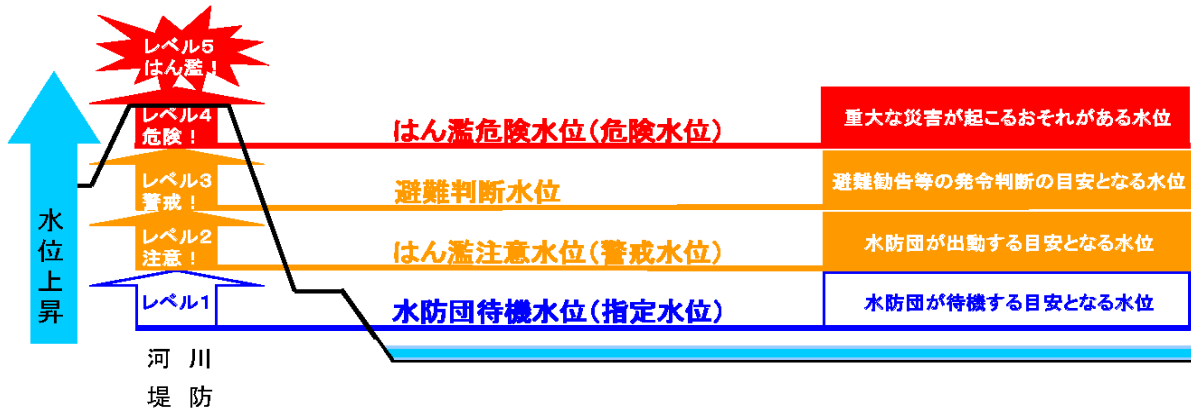 レベル5
はん濫!
レベル4
危険!
はん濫危険水位(危険水位)
重大な災害が起こるおそれがある水位
レベル3
警戒!
避難判断水位
避難勧告等の発令判断の目安となる水位
レベル2
注意!
はん濫注意水位(警戒水位)
水防団が出動する目安となる水位
レベル1
水防団待機水位(指定水位)
水防団が待機する目安となる水位
水位上昇
河川
堤防